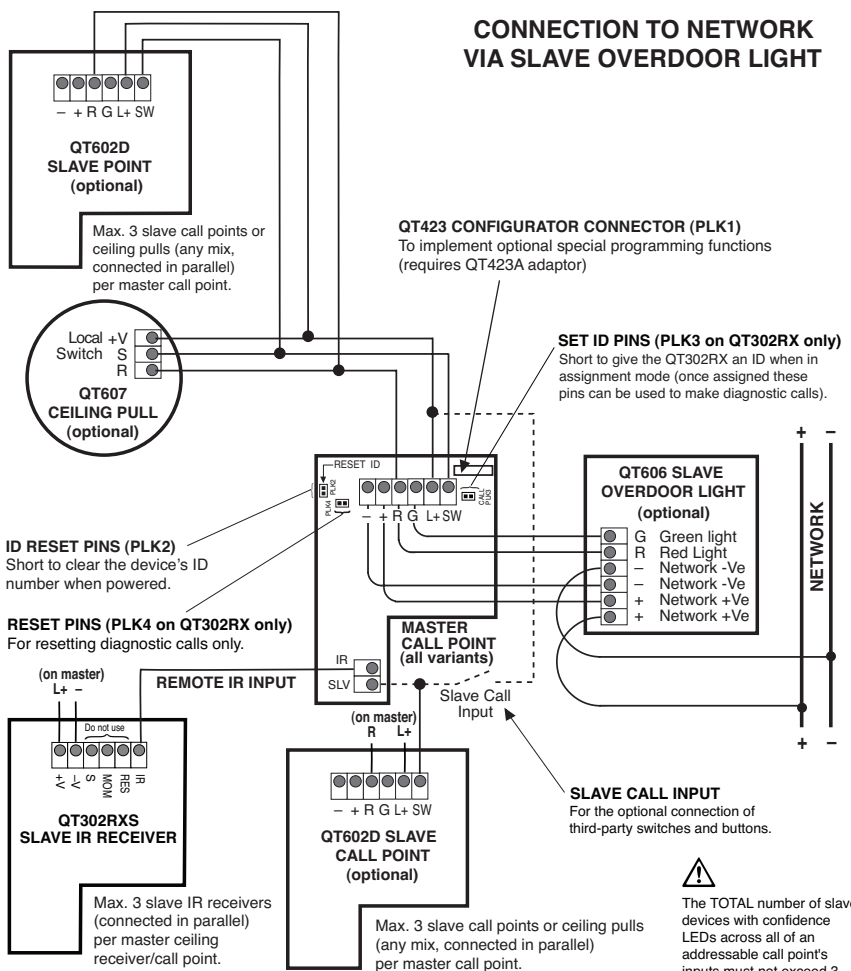 CONNECTION TO NETWORK
VIA SLAVE OVERDOOR LIGHT
– + R G L+ SW
QT602D
SLAVE POINT
(optional)
Max. 3 slave call points or
ceiling pulls (any mix,
connected in parallel)
per master call point.
QT423 CONFIGURATOR CONNECTOR (PLK1)
To implement optional special programming functions
(requires QT423A adaptor)
Local +V
Switch S
R
QT607
CEILING PULL
(optional)
SET ID PINS (PLK3 on QT302RX only)
Short to give the QT302RX an ID when in
assignment mode (once assigned these
pins can be used to make diagnostic calls).
RESET ID
PLK2
PLK4
CALL
PLK3
– + R G L+ SW
MASTER
CALL POINT
(all variants)
IR
SLV
QT606 SLAVE
OVERDOOR LIGHT
(optional)
G Green light
R Red Light
– Network -Ve
– Network -Ve
+ Network +Ve
+ Network +Ve
+ –
NETWORK
+ –
ID RESET PINS (PLK2)
Short to clear the device's ID
number when powered.
RESET PINS (PLK4 on QT302RX only)
For resetting diagnostic calls only.
(on master)
L+ –
REMOTE IR INPUT
Do not use
+V –V S MOM RES IR
QT302RXS
SLAVE IR RECEIVER
Max. 3 slave IR receivers
(connected in parallel)
per master ceiling
receiver/call point.
Slave Call
Input
(on master)
R L+
– + R G L+ SW
QT602D SLAVE
CALL POINT
(optional)
Max. 3 slave call points or ceiling pulls
(any mix, connected in parallel)
per master call point.
SLAVE CALL INPUT
For the optional connection of
third-party switches and buttons.
The TOTAL number of slave
devices with confidence
LEDs across all of an
addressable call point's
inputs must not exceed 3